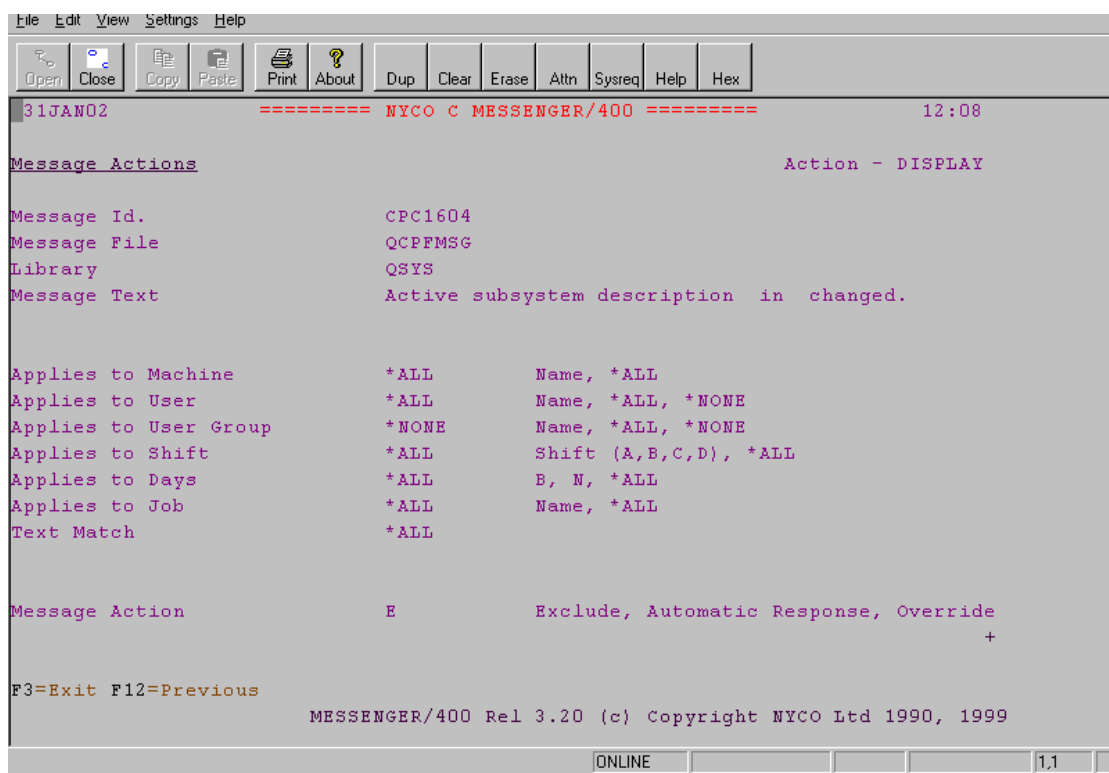 File Edit View Settings Help
Open Close Copy Paste Print About Dup Clear Erase Attn Sysreq Help Hex
31JAN02 ========= NYCO C MESSENGER/400 ========= 12:08
Message Actions Action - DISPLAY
Message Id. CPC1604
Message File QCPFMSG
Library QSYS
Message Text Active subsystem description in changed.
Applies to Machine *ALL Name, *ALL
Applies to User *ALL Name, *ALL, *NONE
Applies to User Group *NONE Name, *ALL, *NONE
Applies to Shift *ALL Shift (A,B,C,D), *ALL
Applies to Days *ALL B, N, *ALL
Applies to Job *ALL Name, *ALL
Text Match *ALL
Message Action E Exclude, Automatic Response, Override
+
F3=Exit F12=Previous
MESSENGER/400 Rel 3.20 (c) Copyright NYCO Ltd 1990, 1999
ONLINE 1,1